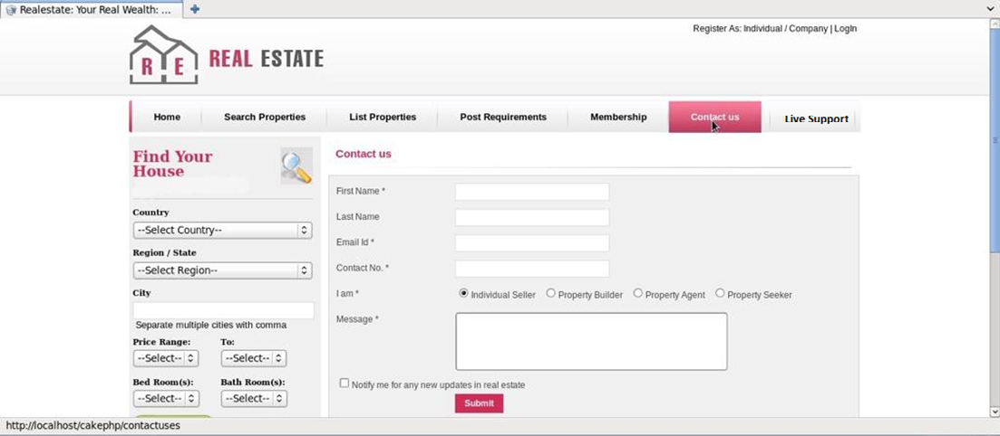 Realestate: Your Real Wealth: ...
Register As: Individual / Company | LogIn
R E REAL ESTATE
Home Search Properties List Properties Post Requirements Membership Contact us Live Support
Find Your
House
Country
--Select Country--
Region / State
--Select Region--
City
Separate multiple cities with comma
Price Range: To:
--Select-- --Select--
Bed Room(s): Bath Room(s):
--Select-- --Select--
Contact us
First Name *
Last Name
Email Id *
Contact No. *
I am * Individual Seller Property Builder Property Agent Property Seeker
Message *
Notify me for any new updates in real estate
Submit
http://localhost/cakephp/contactuses